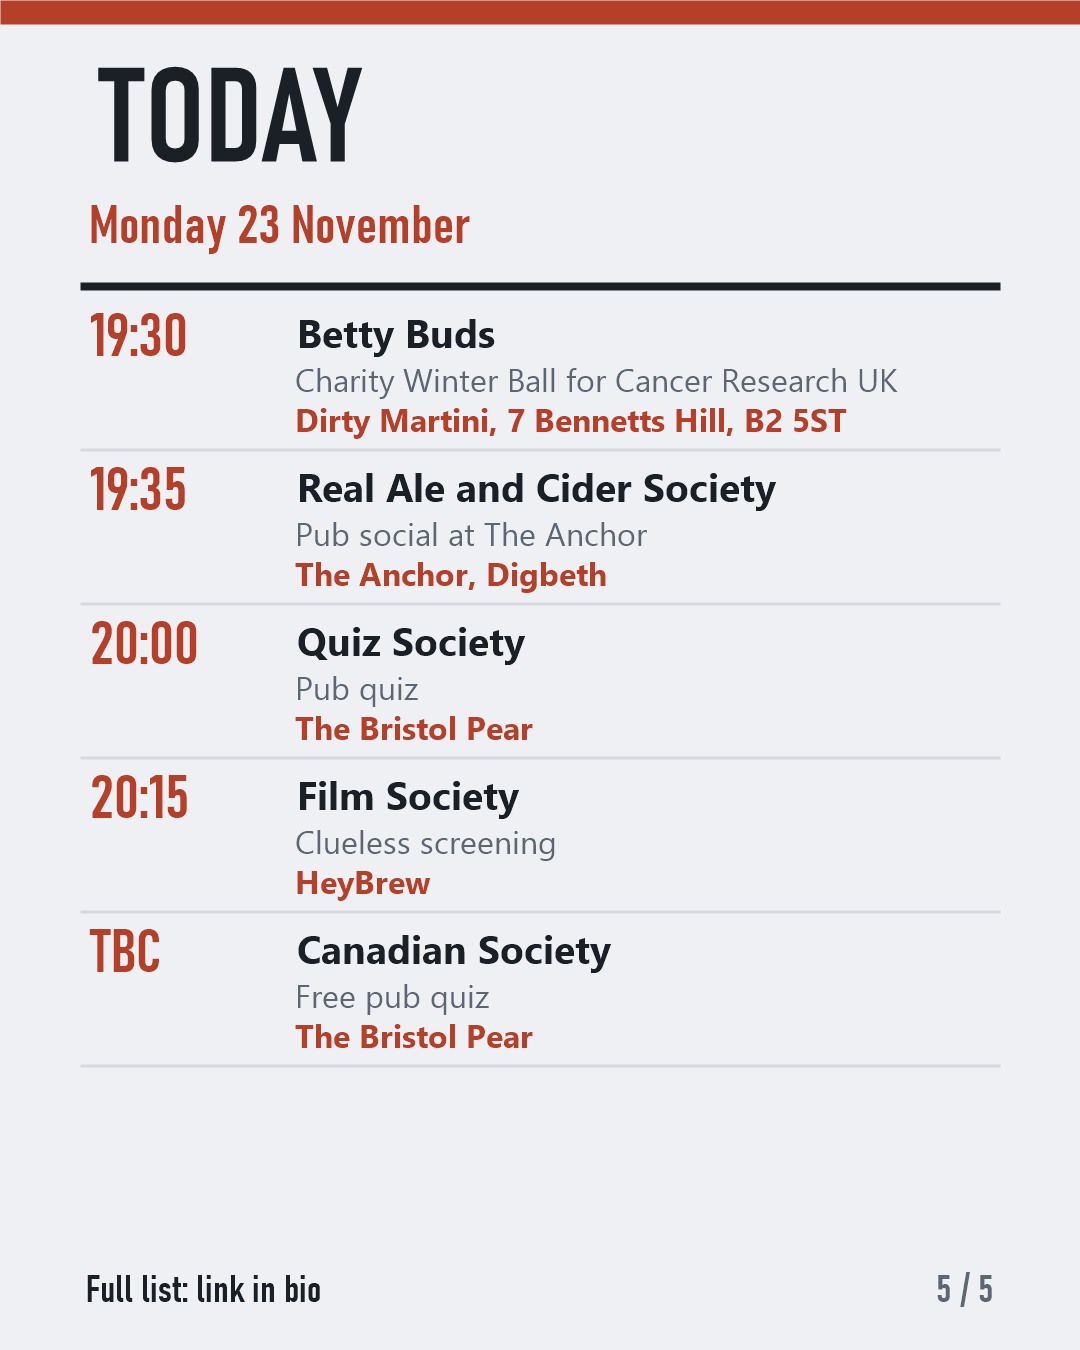 TODAY
Monday 23 November
19:30
Betty Buds
Charity Winter Ball for Cancer Research UK
Dirty Martini, 7 Bennetts Hill, B2 5ST
19:35
Real Ale and Cider Society
Pub social at The Anchor
The Anchor, Digbeth
20:00
Quiz Society
Pub quiz
The Bristol Pear
20:15
Film Society
Clueless screening
HeyBrew
TBC
Canadian Society
Free pub quiz
The Bristol Pear
Full list: link in bio
5 / 5